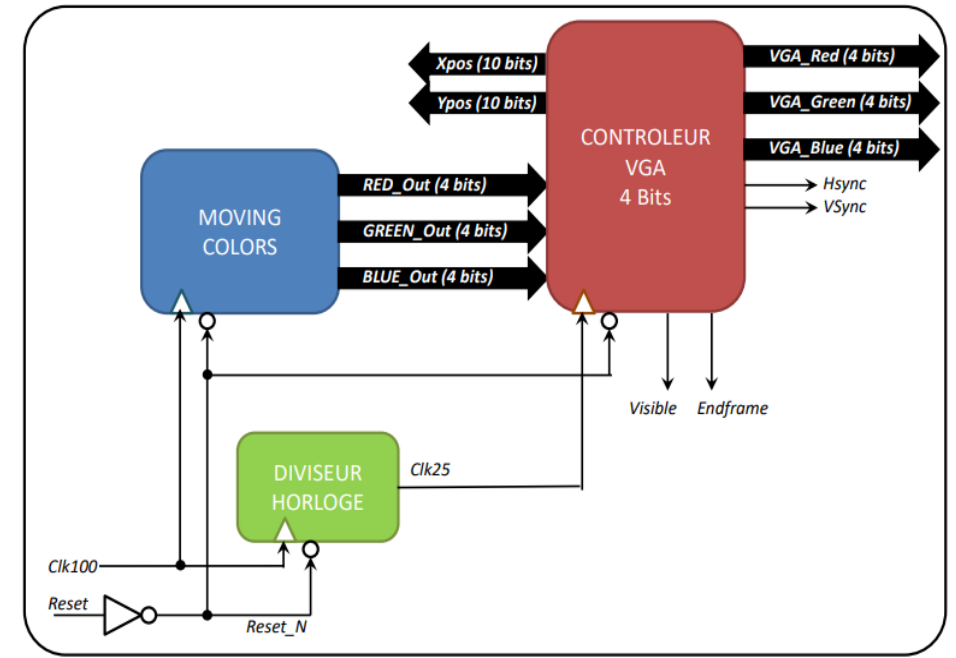 Xpos (10 bits)
Ypos (10 bits)
CONTROLEUR
VGA
4 Bits
VGA_Red (4 bits)
VGA_Green (4 bits)
VGA_Blue (4 bits)
Hsync
VSync
MOVING
COLORS
RED_Out (4 bits)
GREEN_Out (4 bits)
BLUE_Out (4 bits)
Visible
Endframe
DIVISEUR
HORLOGE
Clk25
Clk100
Reset
Reset_N